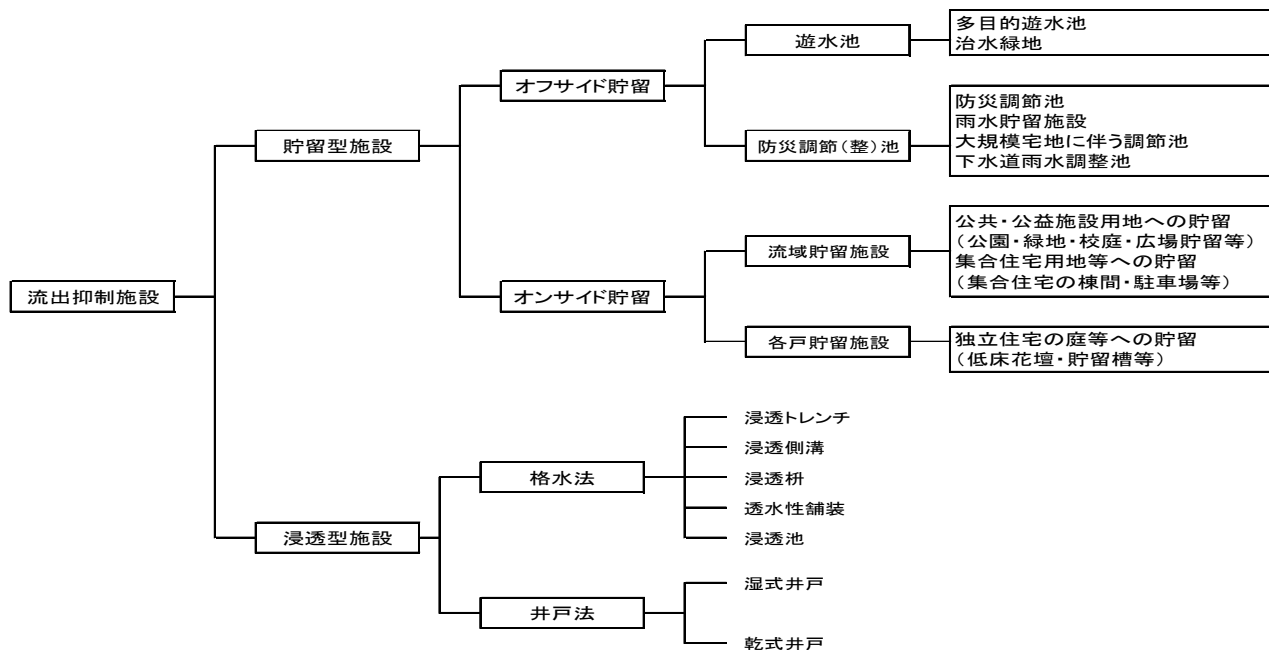 流出抑制施設
貯留型施設
オフサイド貯留
遊水池
多目的遊水池
治水緑地
防災調節(整)池
防災調節池
雨水貯留施設
大規模宅地に伴う調節池
下水道雨水調整池
オンサイド貯留
流域貯留施設
公共・公益施設用地への貯留
(公園・緑地・校庭・広場貯留等)
集合住宅用地等への貯留
(集合住宅の棟間・駐車場等)
各戸貯留施設
独立住宅の庭等への貯留
(低床花壇・貯留槽等)
浸透型施設
格水法
浸透トレンチ
浸透側溝
浸透枡
透水性舗装
浸透池
井戸法
湿式井戸
乾式井戸